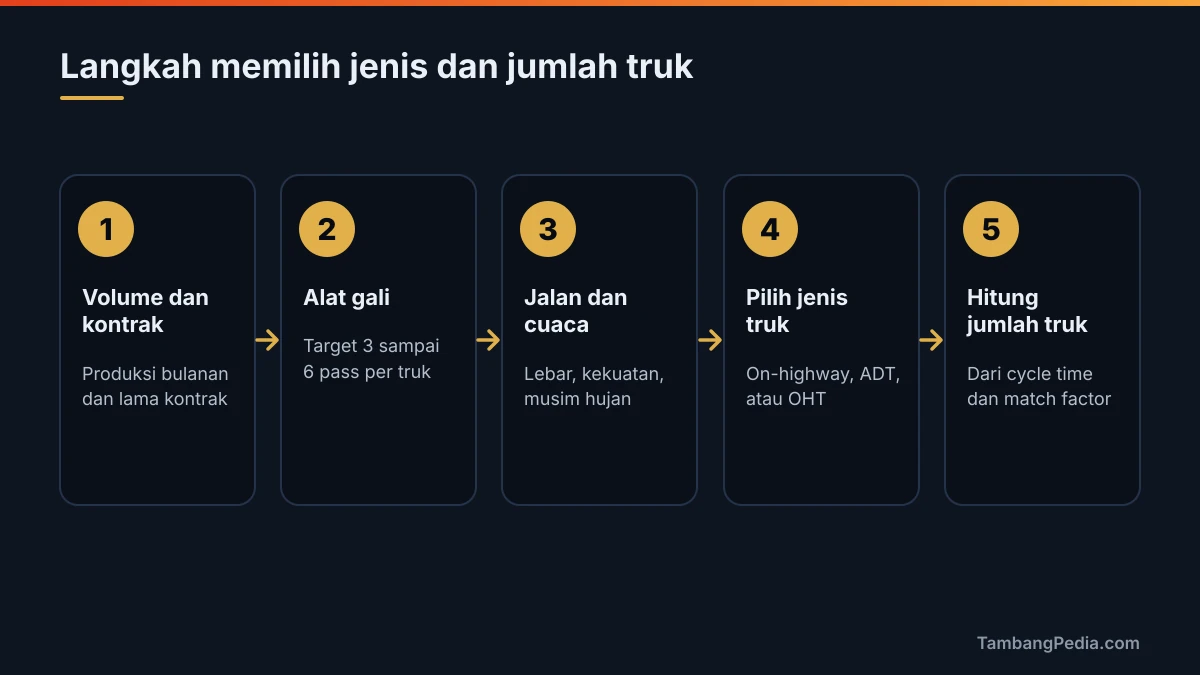 Langkah memilih jenis dan jumlah truk
1
Volume dan
kontrak
Produksi bulanan
dan lama kontrak
2
Alat gali
Target 3 sampai
6 pass per truk
3
Jalan dan
cuaca
Lebar, kekuatan,
musim hujan
4
Pilih jenis
truk
On-highway, ADT,
atau OHT
5
Hitung
jumlah truk
Dari cycle time
dan match factor
TambangPedia.com